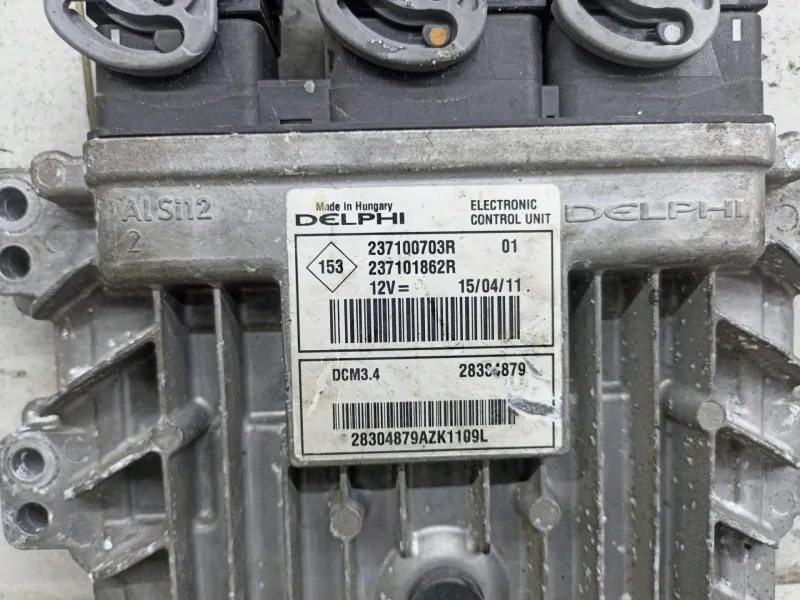 AlSi12
2
Made in Hungary
DELPHI
ELECTRONIC
CONTROL UNIT
DELPHI
153
237100703R 01
237101862R
12V= 15/04/11.
DCM3.4 28304879
28304879AZK1109L